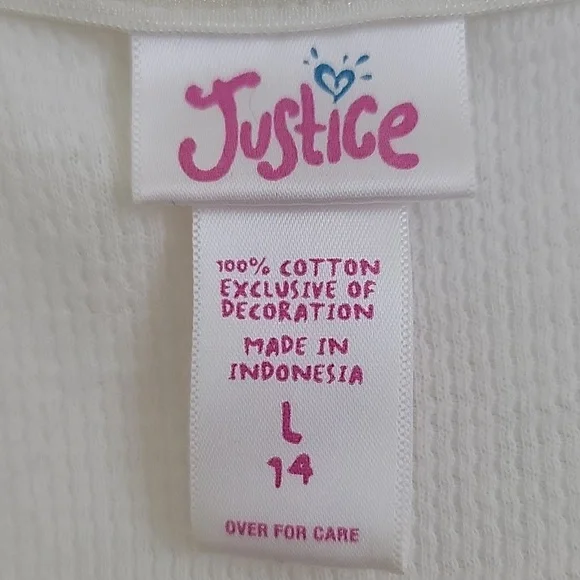 Justice
100% COTTON
EXCLUSIVE OF
DECORATION
MADE IN
INDONESIA
L
14
OVER FOR CARE